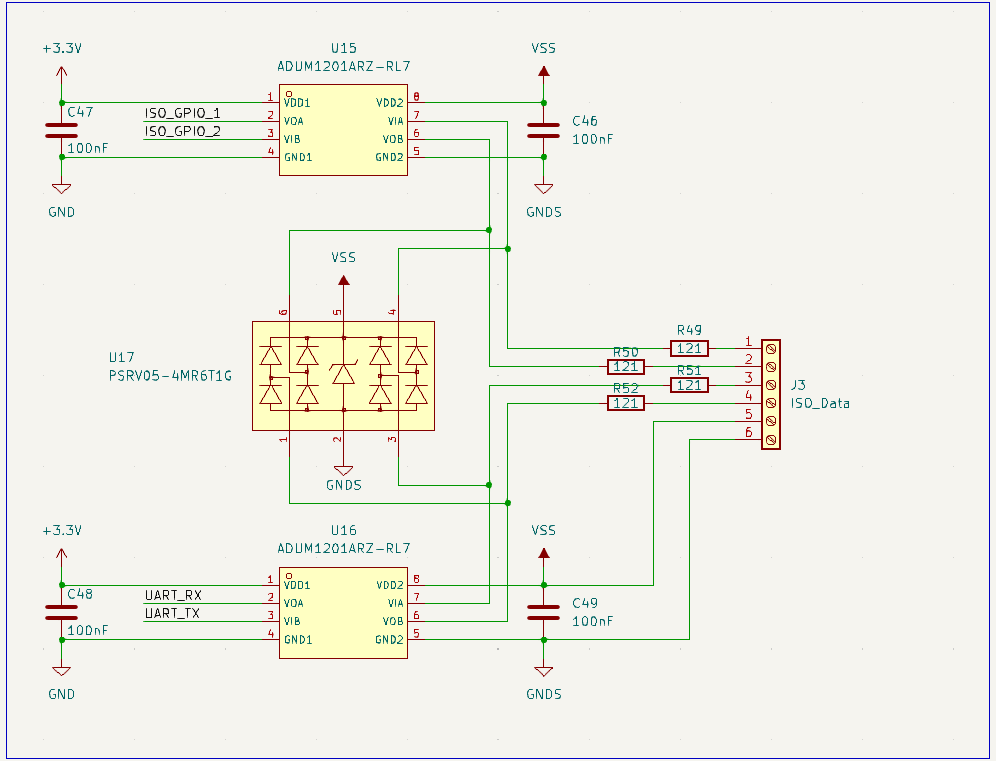 +3.3V
U15
ADUM1201ARZ-RL7
VSS
1 VDD1 VDD2 8
C47
ISO_GPIO_1
2 VOA VIA 7
C46
ISO_GPIO_2
3 VIB VOB 6
100nF
100nF
4 GND1 GND2 5
GND
GNDS
VSS
6 5 4
U17
PSRV05-4MR6T1G
R49
121
1
R50
121
2
R51
121
3
R52
121
4
J3
ISO_Data
5
6
1 2 3
GNDS
+3.3V
U16
ADUM1201ARZ-RL7
VSS
1 VDD1 VDD2 8
C48
UART_RX
2 VOA VIA 7
C49
UART_TX
3 VIB VOB 6
100nF
100nF
4 GND1 GND2 5
GND
GNDS